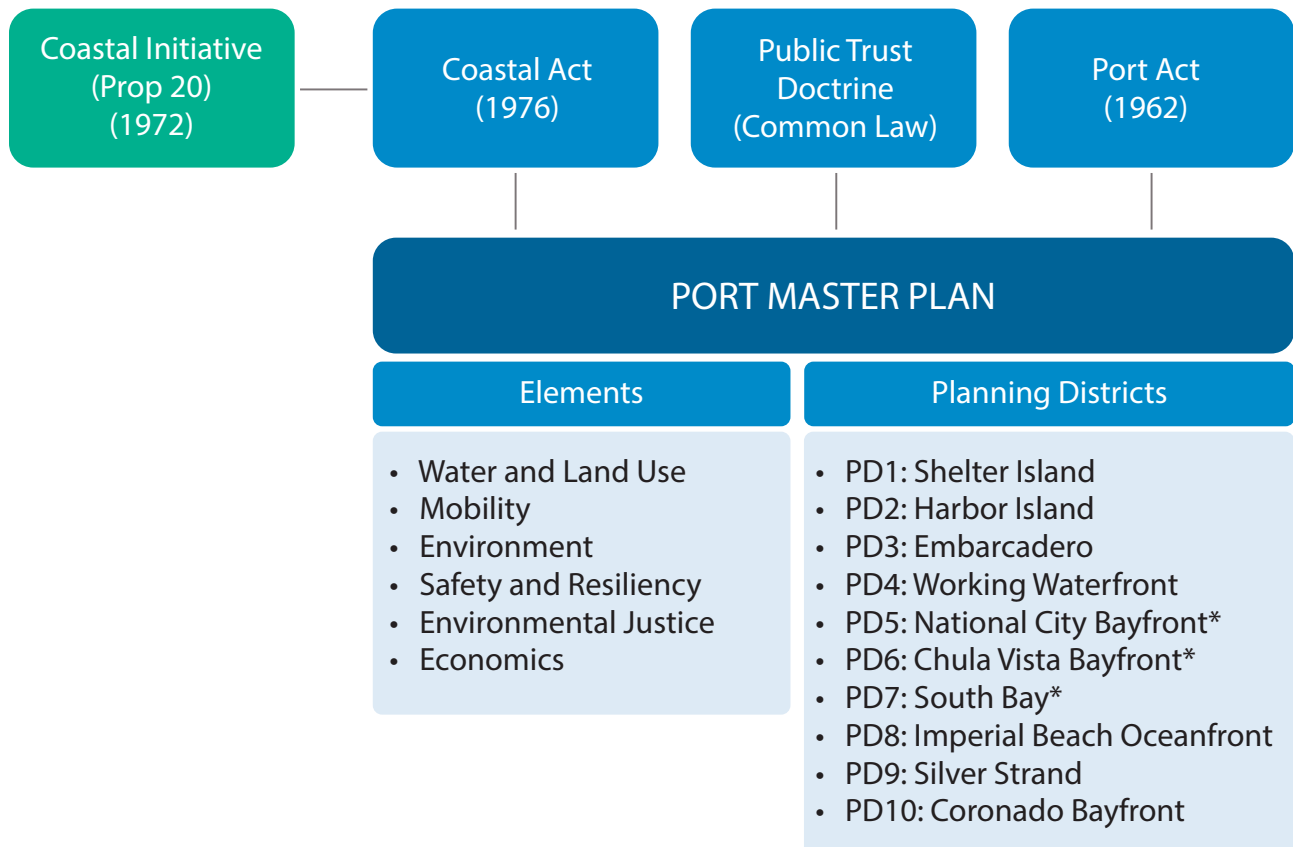 Coastal Initiative
(Prop 20)
(1972)
Coastal Act
(1976)
Public Trust
Doctrine
(Common Law)
Port Act
(1962)
PORT MASTER PLAN
Elements
• Water and Land Use
• Mobility
• Environment
• Safety and Resiliency
• Environmental Justice
• Economics
Planning Districts
• PD1: Shelter Island
• PD2: Harbor Island
• PD3: Embarcadero
• PD4: Working Waterfront
• PD5: National City Bayfront*
• PD6: Chula Vista Bayfront*
• PD7: South Bay*
• PD8: Imperial Beach Oceanfront
• PD9: Silver Strand
• PD10: Coronado Bayfront